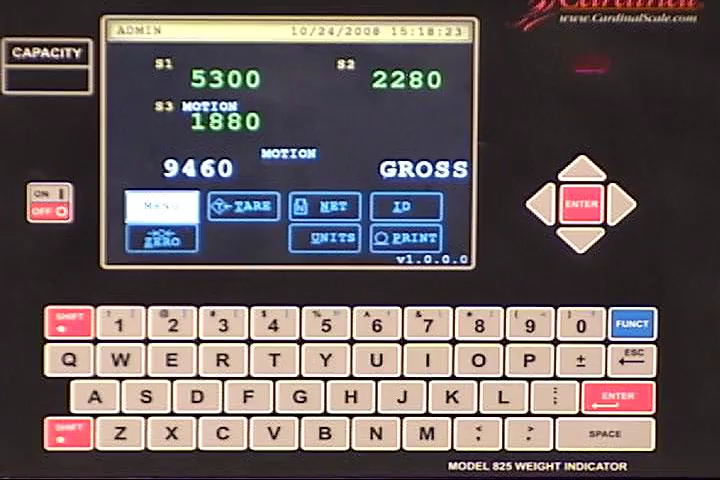 Cardinal
www.CardinalScale.com
CAPACITY
ADMIN 10/24/2008 15:18:23
S1 5300 S2 2280
S3 MOTION
1880
MOTION
9460 GROSS
MENU TARE NET ID
ZERO UNITS PRINT
v1.0.0.0
ON
OFF
ENTER
SHIFT 1 2 3 4 5 6 7 8 9 0 FUNCT
Q W E R T Y U I O P ± ESC
A S D F G H J K L : ENTER
SHIFT Z X C V B N M < > SPACE
MODEL 825 WEIGHT INDICATOR